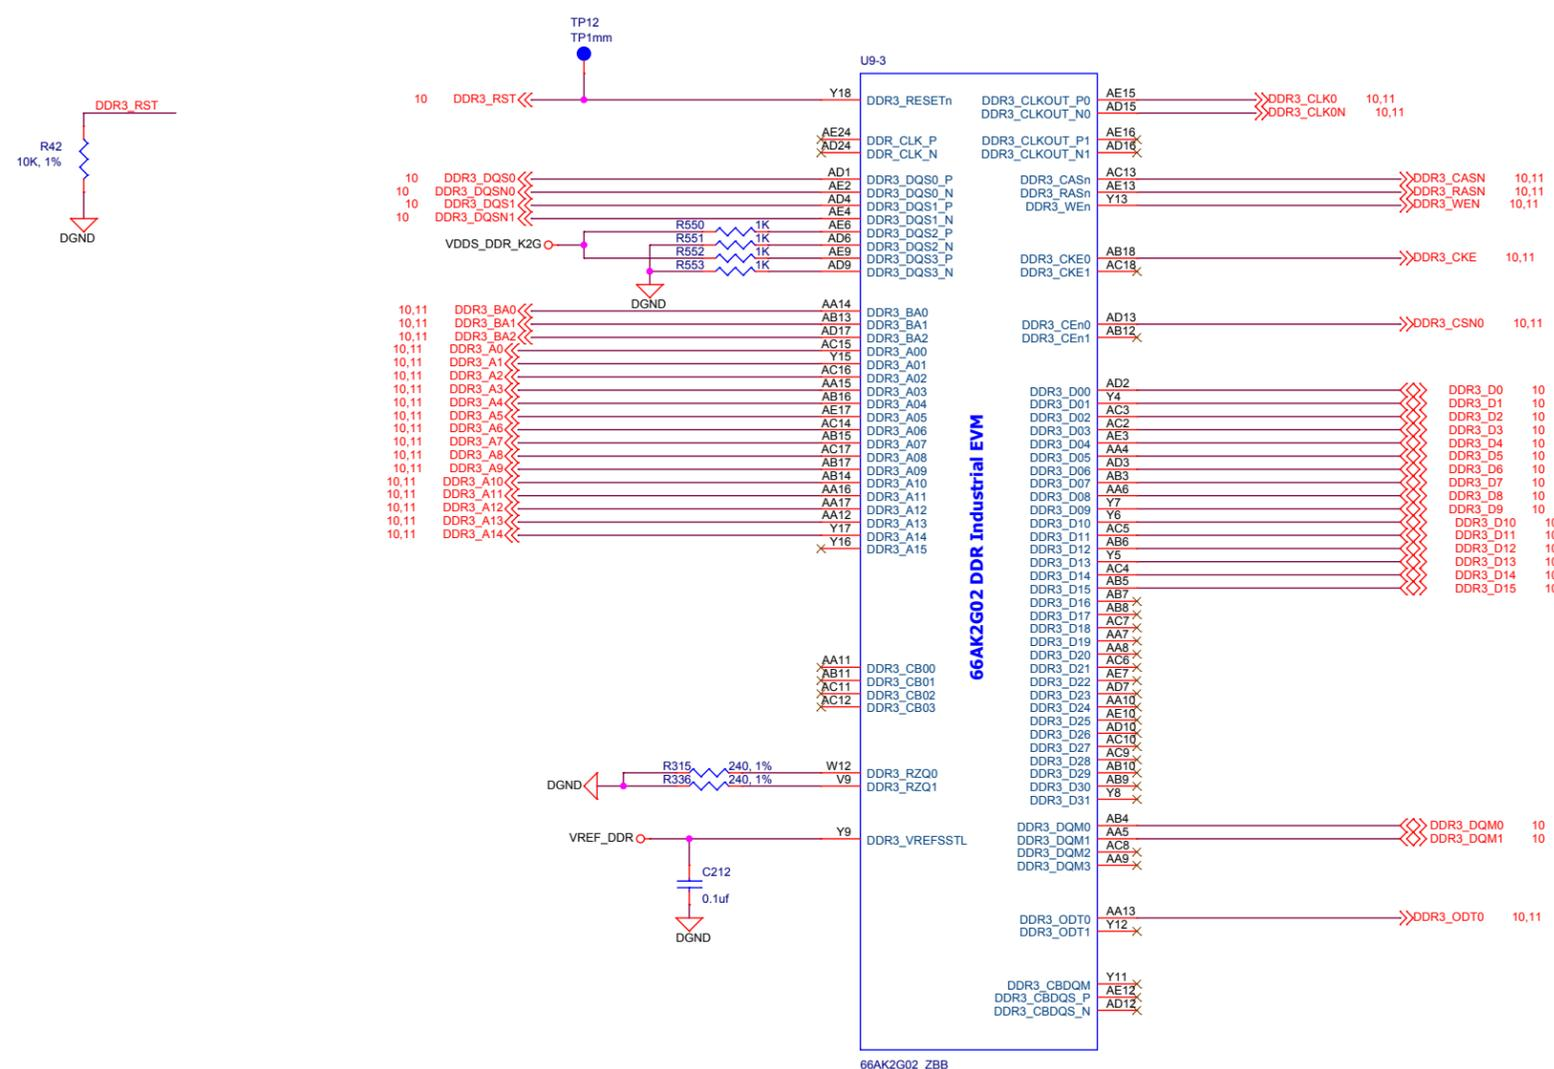 TP12
TP1mm
U9-3
DDR3_RST
R42
10K, 1%
DGND
10 DDR3_RST Y18 DDR3_RESETn
AE24 DDR_CLK_P
AD24 DDR_CLK_N
10 DDR3_DQS0 AD1 DDR3_DQS0_P
10 DDR3_DQSN0 AE2 DDR3_DQS0_N
10 DDR3_DQS1 AD4 DDR3_DQS1_P
10 DDR3_DQSN1 AE4 DDR3_DQS1_N
R550 1K AE6 DDR3_DQS2_P
VDDS_DDR_K2G R551 1K AD6 DDR3_DQS2_N
R552 1K AE9 DDR3_DQS3_P
R553 1K AD9 DDR3_DQS3_N
DGND
10,11 DDR3_BA0 AA14 DDR3_BA0
10,11 DDR3_BA1 AB13 DDR3_BA1
10,11 DDR3_BA2 AD17 DDR3_BA2
10,11 DDR3_A0 AC15 DDR3_A00
10,11 DDR3_A1 Y15 DDR3_A01
10,11 DDR3_A2 AC16 DDR3_A02
10,11 DDR3_A3 AA15 DDR3_A03
10,11 DDR3_A4 AB16 DDR3_A04
10,11 DDR3_A5 AE17 DDR3_A05
10,11 DDR3_A6 AC14 DDR3_A06
10,11 DDR3_A7 AB15 DDR3_A07
10,11 DDR3_A8 AC17 DDR3_A08
10,11 DDR3_A9 AB17 DDR3_A09
10,11 DDR3_A10 AB14 DDR3_A10
10,11 DDR3_A11 AA16 DDR3_A11
10,11 DDR3_A12 AA17 DDR3_A12
10,11 DDR3_A13 AA12 DDR3_A13
10,11 DDR3_A14 Y17 DDR3_A14
Y16 DDR3_A15
AA11 DDR3_CB00
AB11 DDR3_CB01
AC11 DDR3_CB02
AC12 DDR3_CB03
R315 240, 1% W12 DDR3_RZQ0
DGND R336 240, 1% V9 DDR3_RZQ1
VREF_DDR Y9 DDR3_VREFSSTL
C212
0.1uf
DGND
66AK2G02 DDR Industrial EVM
DDR3_CLKOUT_P0 AE15 DDR3_CLK0 10,11
DDR3_CLKOUT_N0 AD15 DDR3_CLK0N 10,11
DDR3_CLKOUT_P1 AE16
DDR3_CLKOUT_N1 AD16
DDR3_CASn AC13 DDR3_CASN 10,11
DDR3_RASn AE13 DDR3_RASN 10,11
DDR3_WEn Y13 DDR3_WEN 10,11
DDR3_CKE0 AB18 DDR3_CKE 10,11
DDR3_CKE1 AC18
DDR3_CEn0 AD13 DDR3_CSN0 10,11
DDR3_CEn1 AB12
DDR3_D00 AD2 DDR3_D0 10
DDR3_D01 Y4 DDR3_D1 10
DDR3_D02 AC3 DDR3_D2 10
DDR3_D03 AC2 DDR3_D3 10
DDR3_D04 AE3 DDR3_D4 10
DDR3_D05 AA4 DDR3_D5 10
DDR3_D06 AD3 DDR3_D6 10
DDR3_D07 AB3 DDR3_D7 10
DDR3_D08 AA6 DDR3_D8 10
DDR3_D09 Y7 DDR3_D9 10
DDR3_D10 Y6 DDR3_D10
DDR3_D11 AC5 DDR3_D11
DDR3_D12 AB6 DDR3_D12
DDR3_D13 Y5 DDR3_D13
DDR3_D14 AC4 DDR3_D14
DDR3_D15 AB5 DDR3_D15
DDR3_D16 AB7
DDR3_D17 AB8
DDR3_D18 AC7
DDR3_D19 AA7
DDR3_D20 AA8
DDR3_D21 AC6
DDR3_D22 AE7
DDR3_D23 AD7
DDR3_D24 AA10
DDR3_D25 AE10
DDR3_D26 AD10
DDR3_D27 AC10
DDR3_D28 AC9
DDR3_D29 AB10
DDR3_D30 AB9
DDR3_D31 Y8
DDR3_DQM0 AB4 DDR3_DQM0 10
DDR3_DQM1 AA5 DDR3_DQM1 10
DDR3_DQM2 AC8
DDR3_DQM3 AA9
DDR3_ODT0 AA13 DDR3_ODT0 10,11
DDR3_ODT1 Y12
DDR3_CBDQM Y11
DDR3_CBDQS_P AE12
DDR3_CBDQS_N AD12
66AK2G02_ZBB